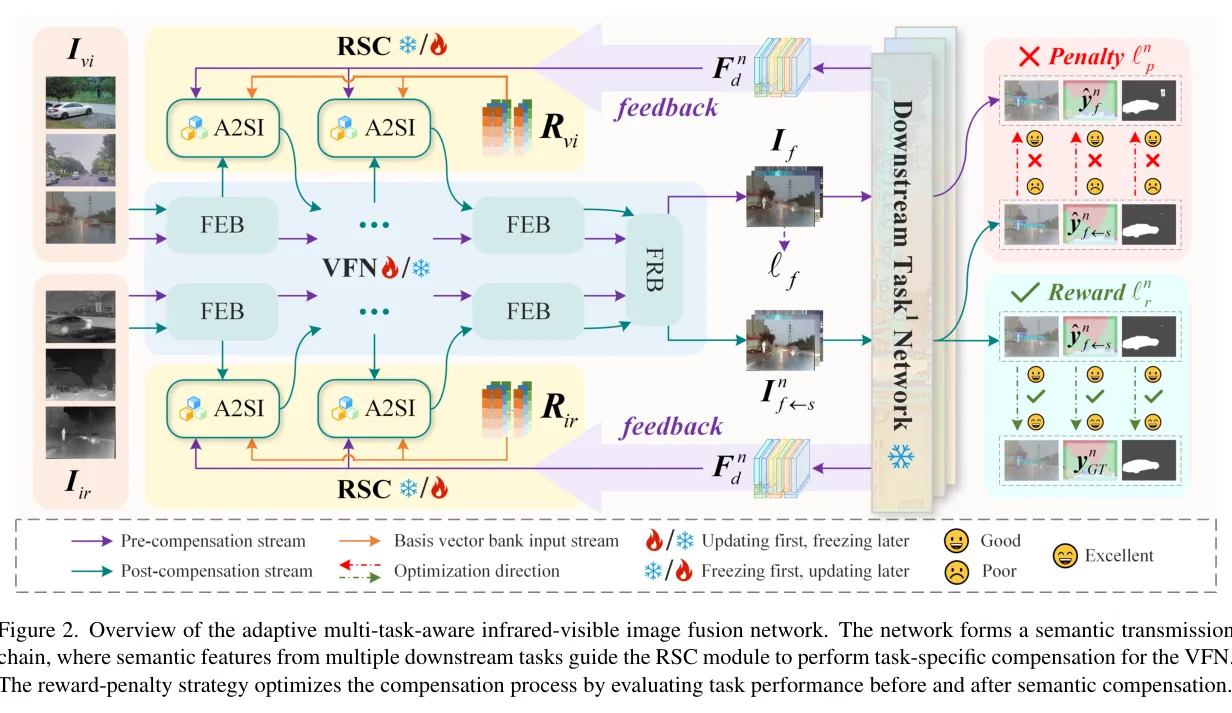 I_vi
RSC
A2SI
A2SI
R_vi
F_d^n
feedback
Penalty ℓ_p^n
ŷ_f^n
ŷ_{f←s}^n
FEB
FEB
I_f
ℓ_f
VFN
FRB
Downstream Task¹ Network
Reward ℓ_r^n
ŷ_{f←s}^n
y_GT^n
FEB
FEB
I_{f←s}^n
A2SI
A2SI
R_ir
feedback
F_d^n
RSC
I_ir
Pre-compensation stream
Basis vector bank input stream
/ Updating first, freezing later
Good
Excellent
Post-compensation stream
Optimization direction
/ Freezing first, updating later
Poor
Figure 2. Overview of the adaptive multi-task-aware infrared-visible image fusion network. The network forms a semantic transmission
chain, where semantic features from multiple downstream tasks guide the RSC module to perform task-specific compensation for the VFN.
The reward-penalty strategy optimizes the compensation process by evaluating task performance before and after semantic compensation.